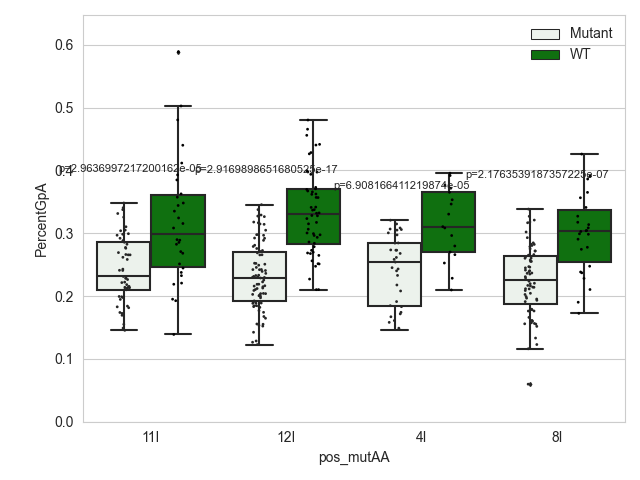 Mutant
WT
0.6
0.5
0.4
0.3
0.2
0.1
0.0
PercentGpA
p=2.9636997217200162e-05
p=2.9169898651680525e-17
p=6.908166411219874e-05
p=2.1763539187357225e-07
11I
12I
4I
8I
pos_mutAA